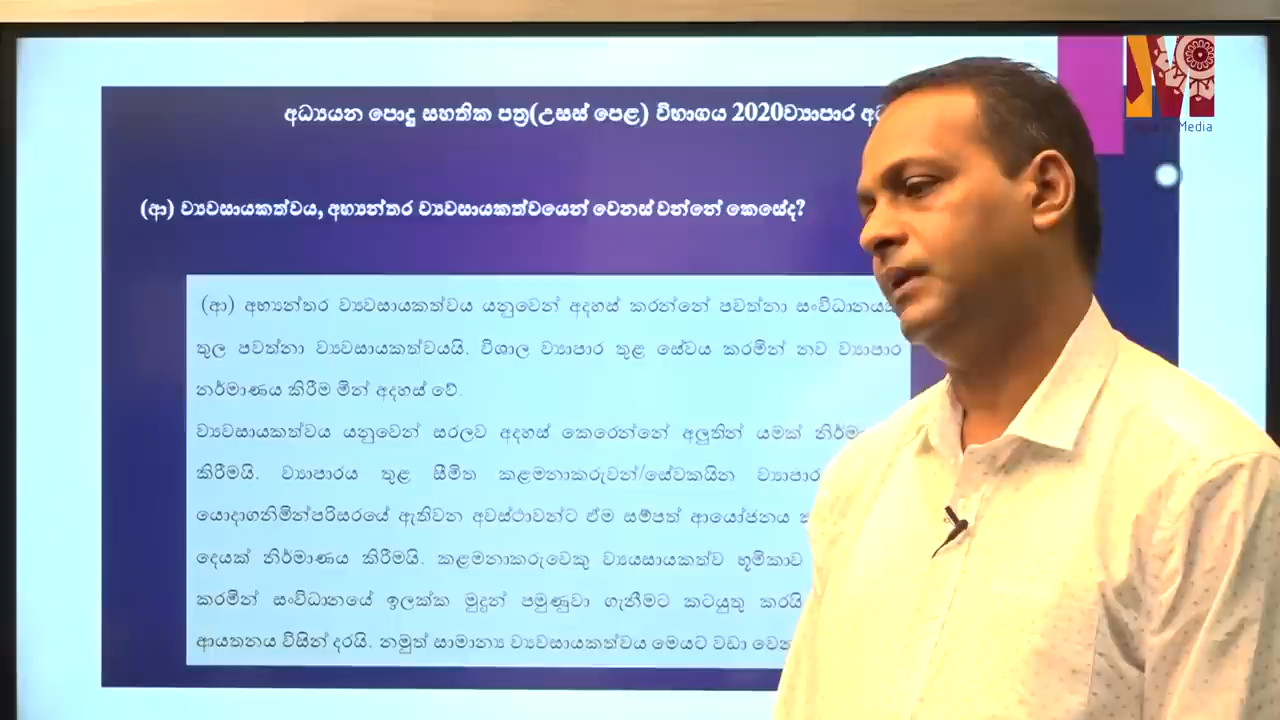 අධ්‍යයන පොදු සහතික පත්‍ර(උසස් පෙළ) විභාගය 2020ව්‍යාපාර
Media
(ආ) ව්‍යවසායකත්වය, අභ්‍යන්තර ව්‍යවසායකත්වයෙන් වෙනස් වන්නේ කෙසේද?
(ආ) අභ්‍යන්තර ව්‍යවසායකත්වය යනුවෙන් අදහස් කරන්නේ පවත්නා
තුල පවත්නා ව්‍යවසායකත්වයයි. විශාල ව්‍යාපාර තුළ සේවය කරමින් නව ව්‍යාපාර
නර්මාණය කිරීම මින් අදහස් වේ.
ව්‍යවසායකත්වය යනුවෙන් සරලව අදහස් කෙරෙන්නේ අලුතින් යමක්
කිරීමයි. ව්‍යාපාරය තුළ සීමිත කළමනාකරුවන්/සේවකයින ව්‍යාපාර
යොදාගනිමින්පරිසරයේ ඇතිවන අවස්ථාවන්ට ඒම සම්පත් ආයෝජනය
දෙයක් නිර්මාණය කිරීමයි. කළමනාකරුවෙකු ව්‍යයසායකත්ව භූමිකාව
කරමින් සංවිධානයේ ඉලක්ක මුදුන් පමුණුවා ගැනීමට කටයුතු කරයි
ආයතනය විසින් දරයි. නමුත් සාමාන්‍ය ව්‍යවසායකත්වය මෙයට වඩා